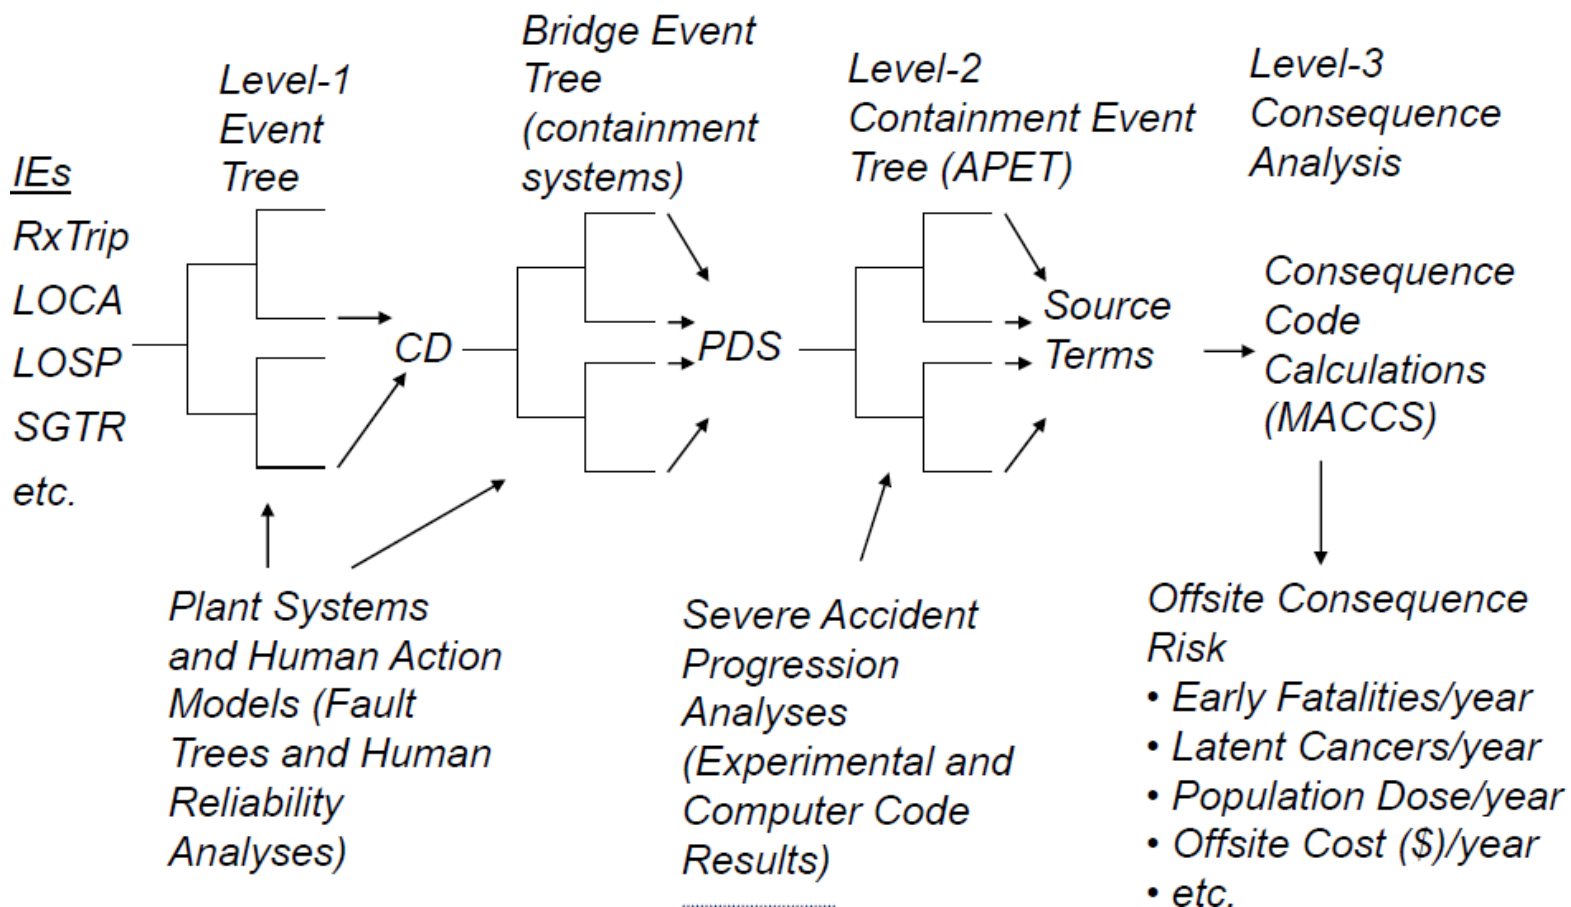 IEs
RxTrip
LOCA
LOSP
SGTR
etc.
Level-1
Event
Tree
CD
Bridge Event
Tree
(containment
systems)
PDS
Level-2
Containment Event
Tree (APET)
Source
Terms
Level-3
Consequence
Analysis
Consequence
Code
Calculations
(MACCS)
Plant Systems
and Human Action
Models (Fault
Trees and Human
Reliability
Analyses)
Severe Accident
Progression
Analyses
(Experimental and
Computer Code
Results)
Offsite Consequence
Risk
• Early Fatalities/year
• Latent Cancers/year
• Population Dose/year
• Offsite Cost ($)/year
• etc.